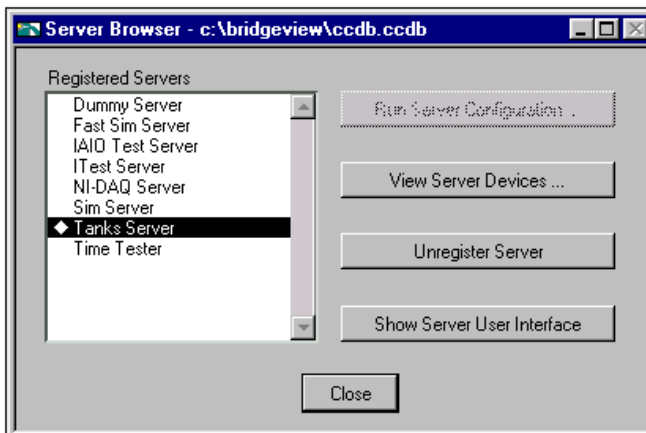 Server Browser - c:\bridgeview\ccdb.ccdb
Registered Servers
Dummy Server
Fast Sim Server
IAIO Test Server
ITest Server
NI-DAQ Server
Sim Server
Tanks Server
Time Tester
Run Server Configuration ..
View Server Devices ...
Unregister Server
Show Server User Interface
Close